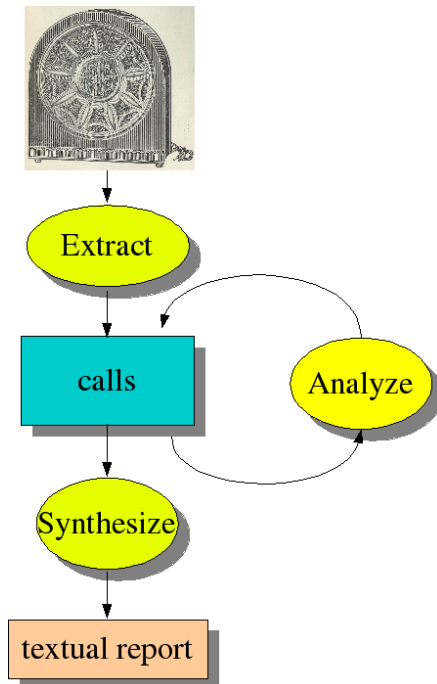 Extract
calls
Analyze
Synthesize
textual report